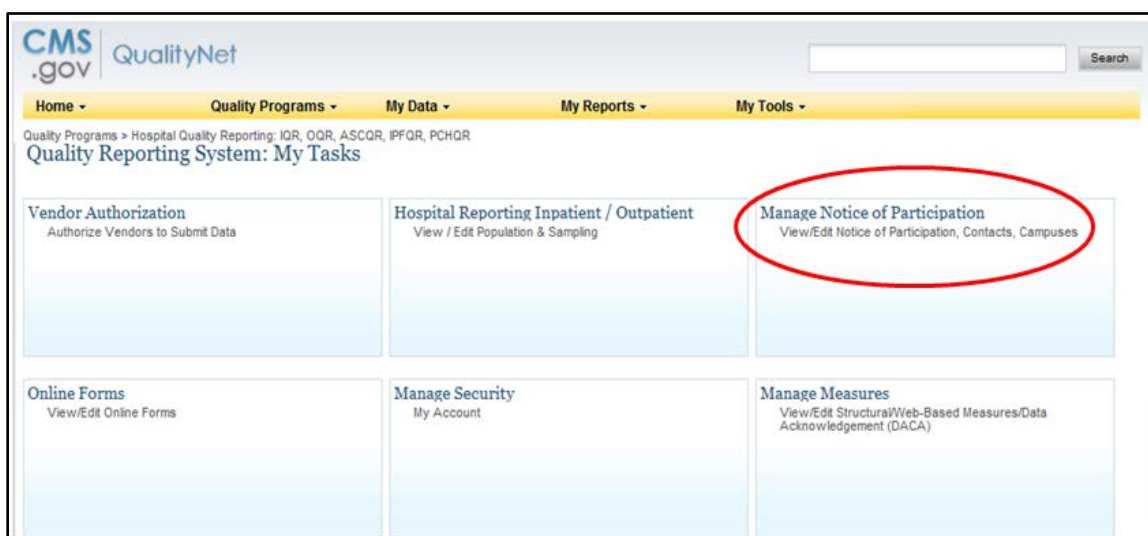 CMS
.gov
QualityNet
Search
Home
Quality Programs
My Data
My Reports
My Tools
Quality Programs > Hospital Quality Reporting: IQR, OQR, ASCQR, IPFQR, PCHQR
Quality Reporting System: My Tasks
Vendor Authorization
Authorize Vendors to Submit Data
Hospital Reporting Inpatient / Outpatient
View / Edit Population & Sampling
Manage Notice of Participation
View/Edit Notice of Participation, Contacts, Campuses
Online Forms
View/Edit Online Forms
Manage Security
My Account
Manage Measures
View/Edit Structural/Web-Based Measures/Data
Acknowledgement (DACA)